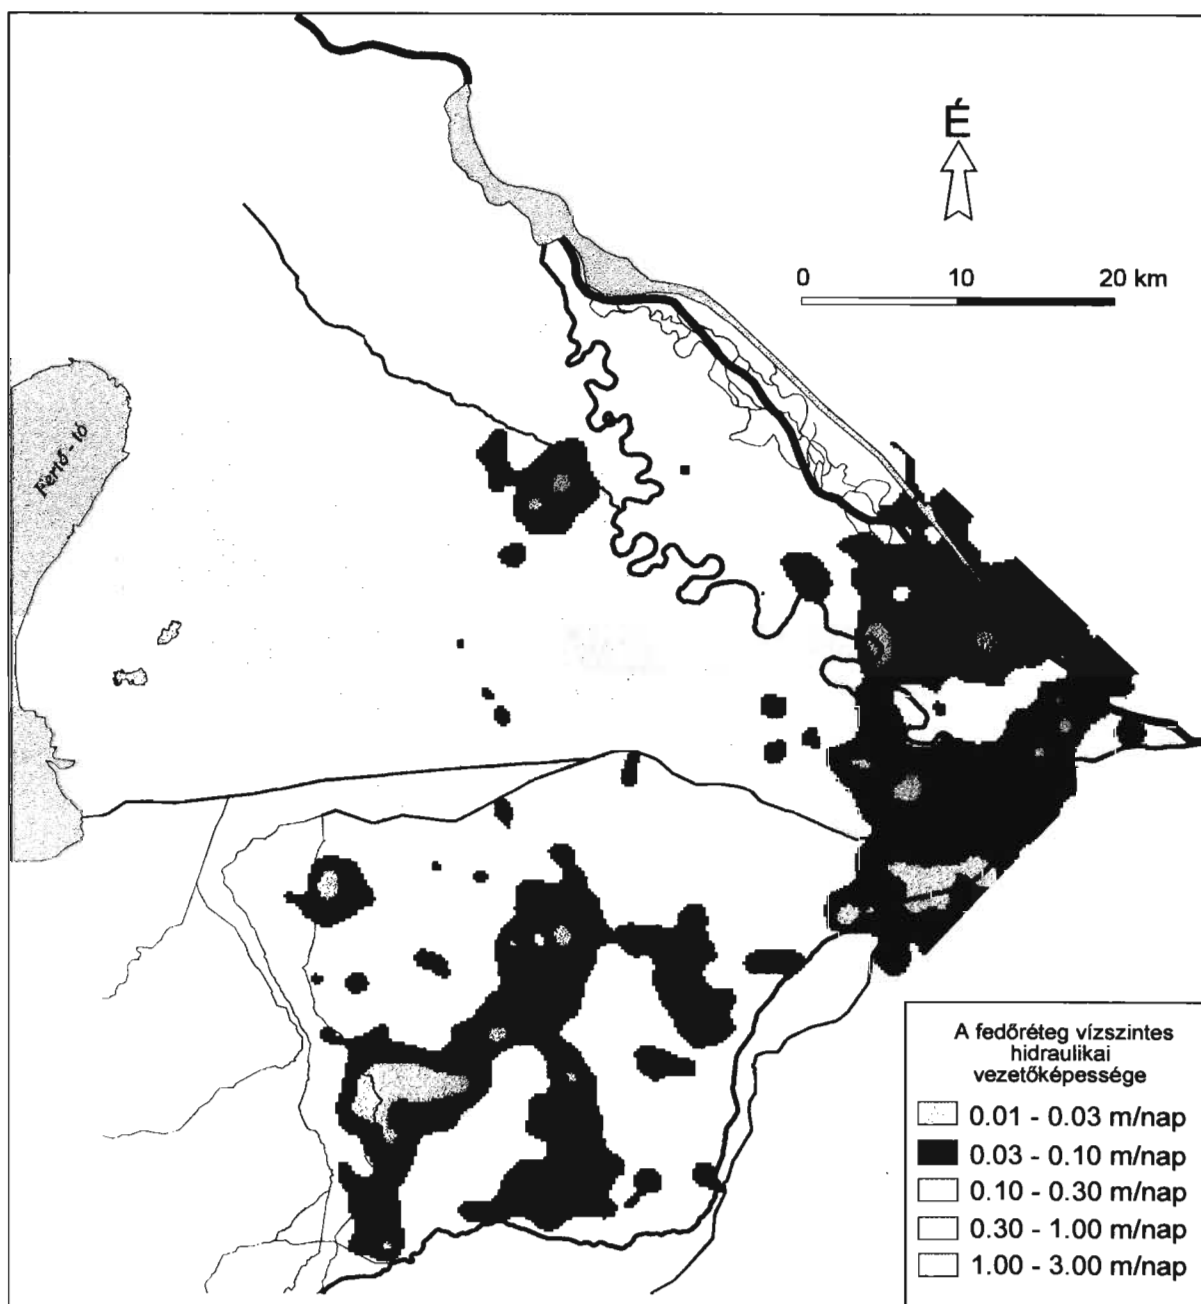 É
0 10 20 km
Fertő - tó
A fedőréteg vízszintes
hidraulikai
vezetőképessége
0.01 - 0.03 m/nap
0.03 - 0.10 m/nap
0.10 - 0.30 m/nap
0.30 - 1.00 m/nap
1.00 - 3.00 m/nap